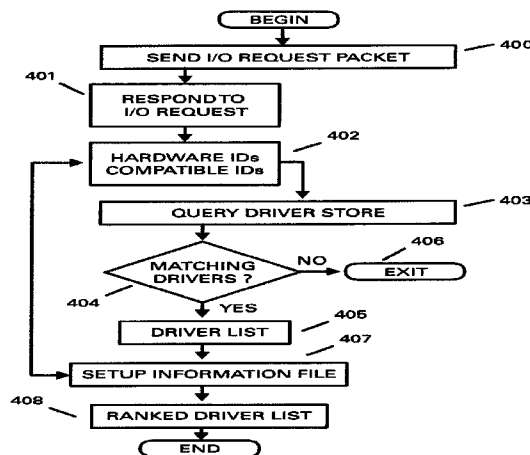 BEGIN
SEND I/O REQUEST PACKET
400
401
RESPOND TO
I/O REQUEST
402
HARDWARE IDs
COMPATIBLE IDs
403
QUERY DRIVER STORE
MATCHING
DRIVERS ?
NO
406
EXIT
404
YES
405
DRIVER LIST
407
SETUP INFORMATION FILE
408
RANKED DRIVER LIST
END